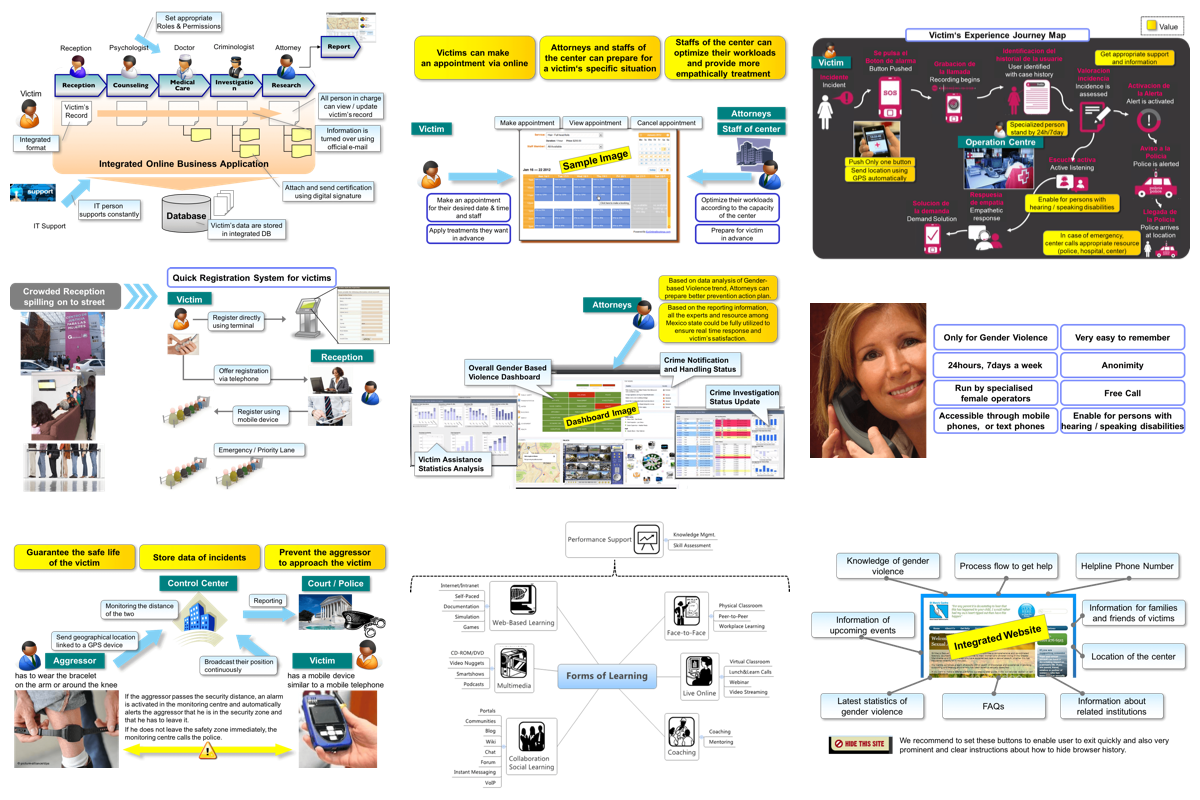 Set appropriate
Roles & Permissions
Reception
Psychologist
Doctor
Criminologist
Attorney
Report
Reception
Counseling
Medical
Care
Investigatio
n
Research
Victim
Victim's
Record
All person in charge
can view / update
victim's record
Integrated
format
Information is
turned over using
official e-mail
Integrated Online Business Application
support
IT person
supports constantly
IT Support
Database
Attach and send certification
using digital signature
Victim's data are stored
in integrated DB
Victims can make
an appointment via online
Attorneys and staffs of
the center can prepare for
a victim's specific situation
Staffs of the center can
optimize their workloads
and provide more
empathically treatment
Victim
Make appointment
View appointment
Cancel appointment
Attorneys
Staff of center
Sample Image
Make an appointment
for their desired date & time
and staff
Apply treatments they want
in advance
Optimize their workloads
according to the capacity
of the center
Prepare for victim
in advance
Value
Victim's Experience Journey Map
Victim
Incidente
Incident
Se pulsa el
Boton de alarma
Button Pushed
SOS
Grabacion de
la llamada
Recording begins
Identificacion del
historial de la usuaria
User identified
with case history
Get appropriate support
and information
Valoracion
incidencia
Incidence is
assessed
Activacion de
la Alerta
Alert is activated
Push Only one button
Send location using
GPS automatically
Specialized person
stand by 24h/7day
Operation Centre
Escucha activa
Active listening
Aviso a la
Policia
Police is alerted
Enable for persons with
hearing / speaking disabilities
Respuesta
de empatia
Empathetic
response
Solucion de
la demanda
Demand Solution
Llegada de
la Policia
Police arrives
at location
In case of emergency,
center calls appropriate resource
(police, hospital, center)
Crowded Reception
spilling on to street
Quick Registration System for victims
Victim
Register directly
using terminal
Reception
Offer registration
via telephone
Register using
mobile device
Emergency / Priority Lane
Attorneys
Based on data analysis of Gender-
based Violence trend, Attorneys can
prepare better prevention action plan.
Based on the reporting information,
all the experts and resource among
Mexico state could be fully utilized to
ensure real time response and
victim's satisfaction.
Overall Gender Based
Violence Dashboard
Crime Notification
and Handling Status
Crime Investigation
Status Update
Dashboard Image
Victim Assistance
Statistics Analysis
Only for Gender Violence
Very easy to remember
24hours, 7days a week
Anonimity
Run by specialised
female operators
Free Call
Accessible through mobile
phones, or text phones
Enable for persons with
hearing / speaking disabilities
Guarantee the safe life
of the victim
Store data of incidents
Prevent the aggressor
to approach the victim
Control Center
Court / Police
Monitoring the distance
of the two
Reporting
Send geographical location
linked to a GPS device
Aggressor
Broadcast their position
continuously
Victim
has to wear the bracelet
on the arm or around the knee
has a mobile device
similar to a mobile telephone
If the aggressor passes the security distance, an alarm
is activated in the monitoring centre and automatically
alerts the aggressor that he is in the security zone and
that he has to leave it.
If he does not leave the safety zone immediately, the
monitoring centre calls the police.
Performance Support
Knowledge Mgmt.
Skill Assessment
Internet/Intranet
Self-Paced
Documentation
Simulation
Games
Web-Based Learning
Face-to-Face
Physical Classroom
Peer-to-Peer
Workplace Learning
CD-ROM/DVD
Video Nuggets
Smartshows
Podcasts
Multimedia
Forms of Learning
Live Online
Virtual Classroom
Lunch&Learn Calls
Webinar
Video Streaming
Portals
Communities
Blog
Wiki
Chat
Forum
Instant Messaging
VoIP
Collaboration
Social Learning
Coaching
Coaching
Mentoring
Knowledge of gender
violence
Process flow to get help
Helpline Phone Number
Information of
upcoming events
Integrated Website
Information for families
and friends of victims
Location of the center
Latest statistics of
gender violence
FAQs
Information about
related institutions
HIDE THIS SITE
We recommend to set these buttons to enable user to exit quickly and also very
prominent and clear instructions about how to hide browser history.